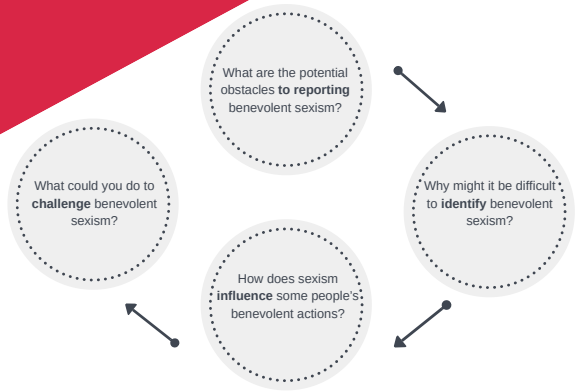 What are the potential
obstacles to reporting
benevolent sexism?
Why might it be difficult
to identify benevolent
sexism?
How does sexism
influence some people's
benevolent actions?
What could you do to
challenge benevolent
sexism?